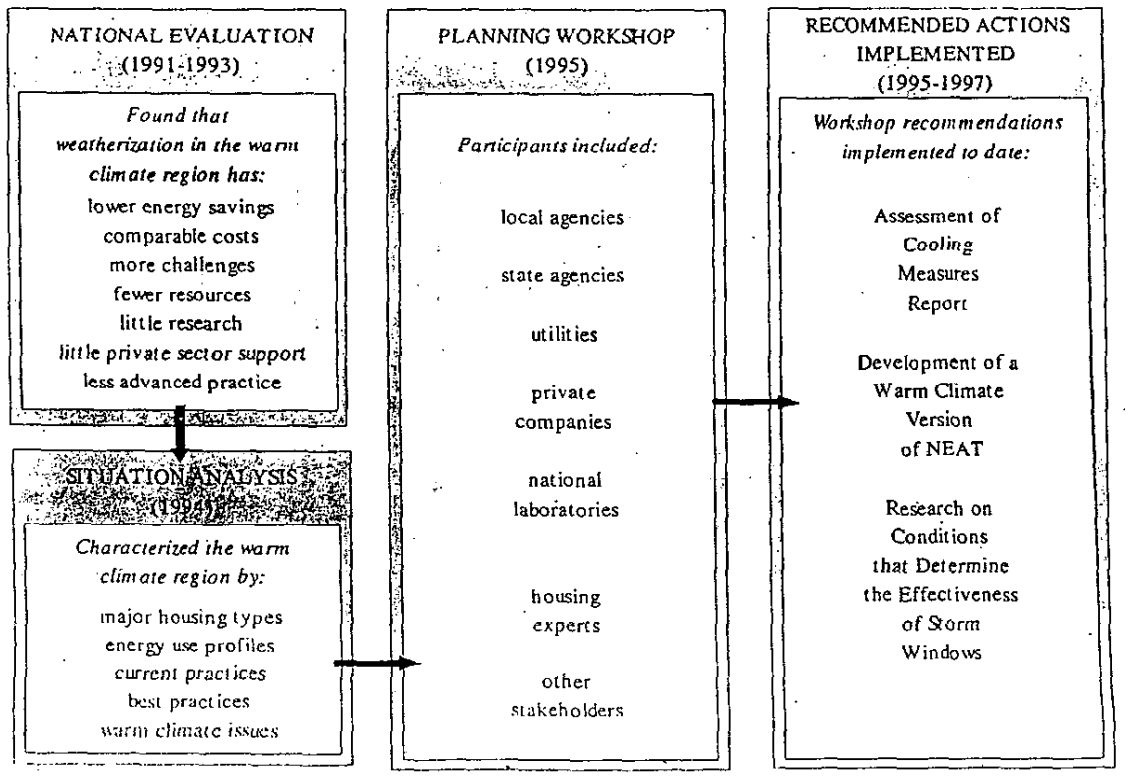 NATIONAL EVALUATION
(1991-1993)
Found that
weatherization in the warm
climate region has:
lower energy savings
comparable costs
more challenges
fewer resources
little research
little private sector support
less advanced practice
SITUATION ANALYSIS
(1994)
Characterized the warm
climate region by:
major housing types
energy use profiles
current practices
best practices
warm climate issues
PLANNING WORKSHOP
(1995)
Participants included:
local agencies
state agencies
utilities
private
companies
national
laboratories
housing
experts
other
stakeholders
RECOMMENDED ACTIONS
IMPLEMENTED
(1995-1997)
Workshop recommendations
implemented to date:
Assessment of
Cooling
Measures
Report
Development of a
Warm Climate
Version
of NEAT
Research on
Conditions
that Determine
the Effectiveness
of Storm
Windows